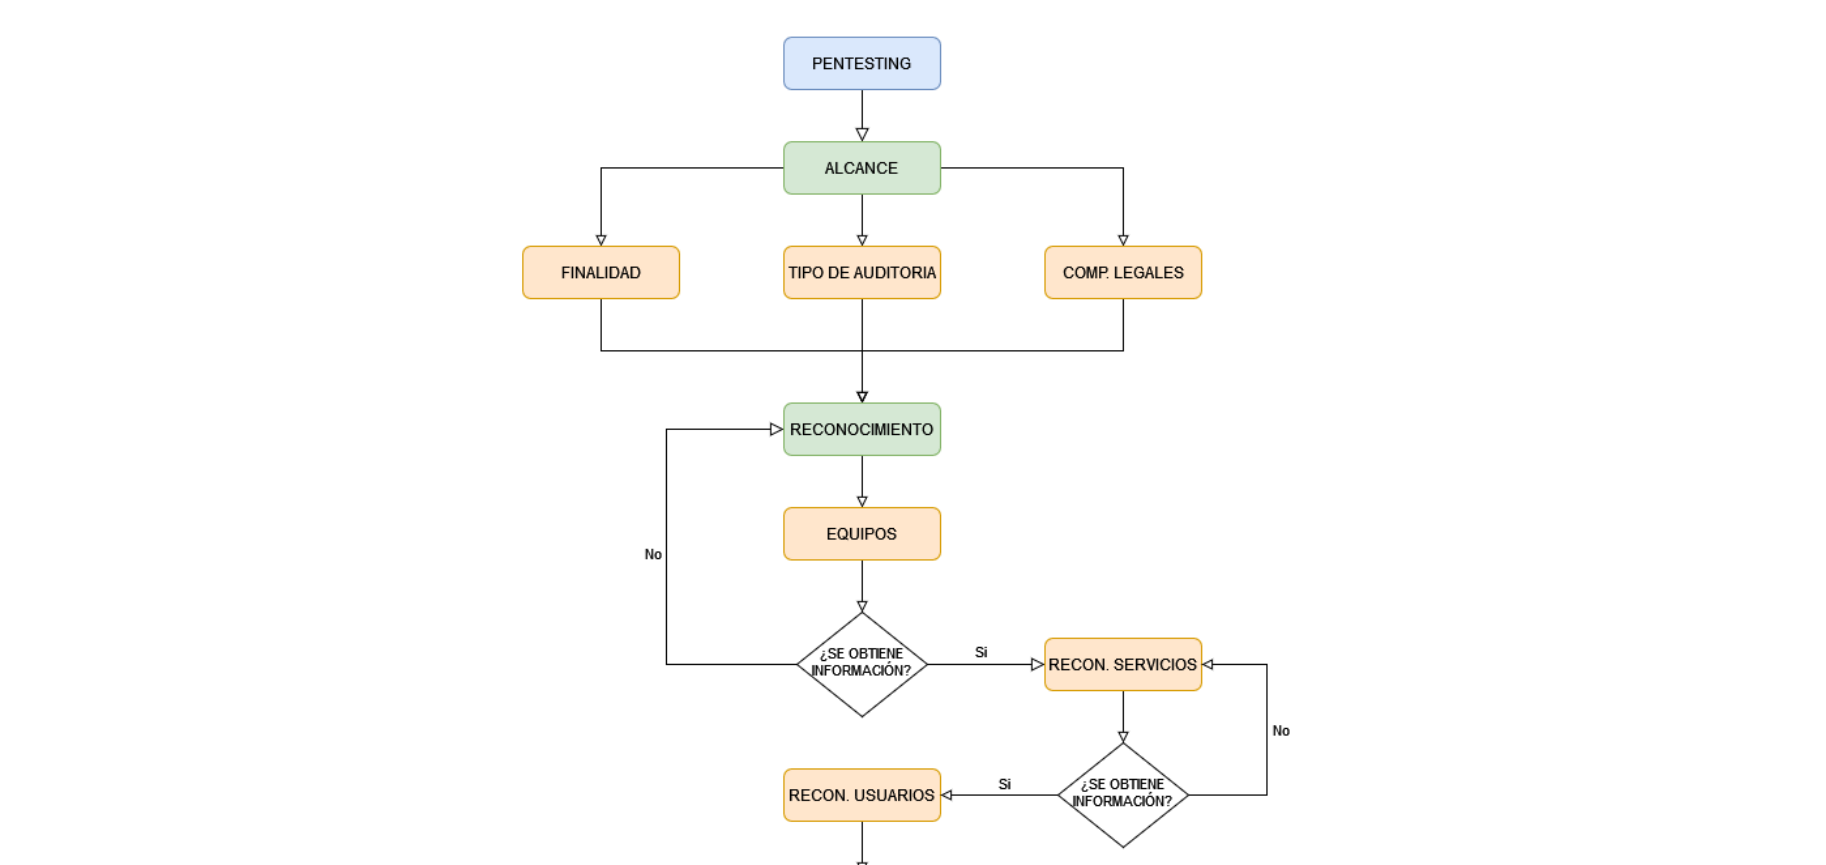 PENTESTING
ALCANCE
FINALIDAD
TIPO DE AUDITORIA
COMP. LEGALES
RECONOCIMIENTO
EQUIPOS
No
¿SE OBTIENE
INFORMACIÓN?
Si
RECON. SERVICIOS
No
RECON. USUARIOS
Si
¿SE OBTIENE
INFORMACIÓN?